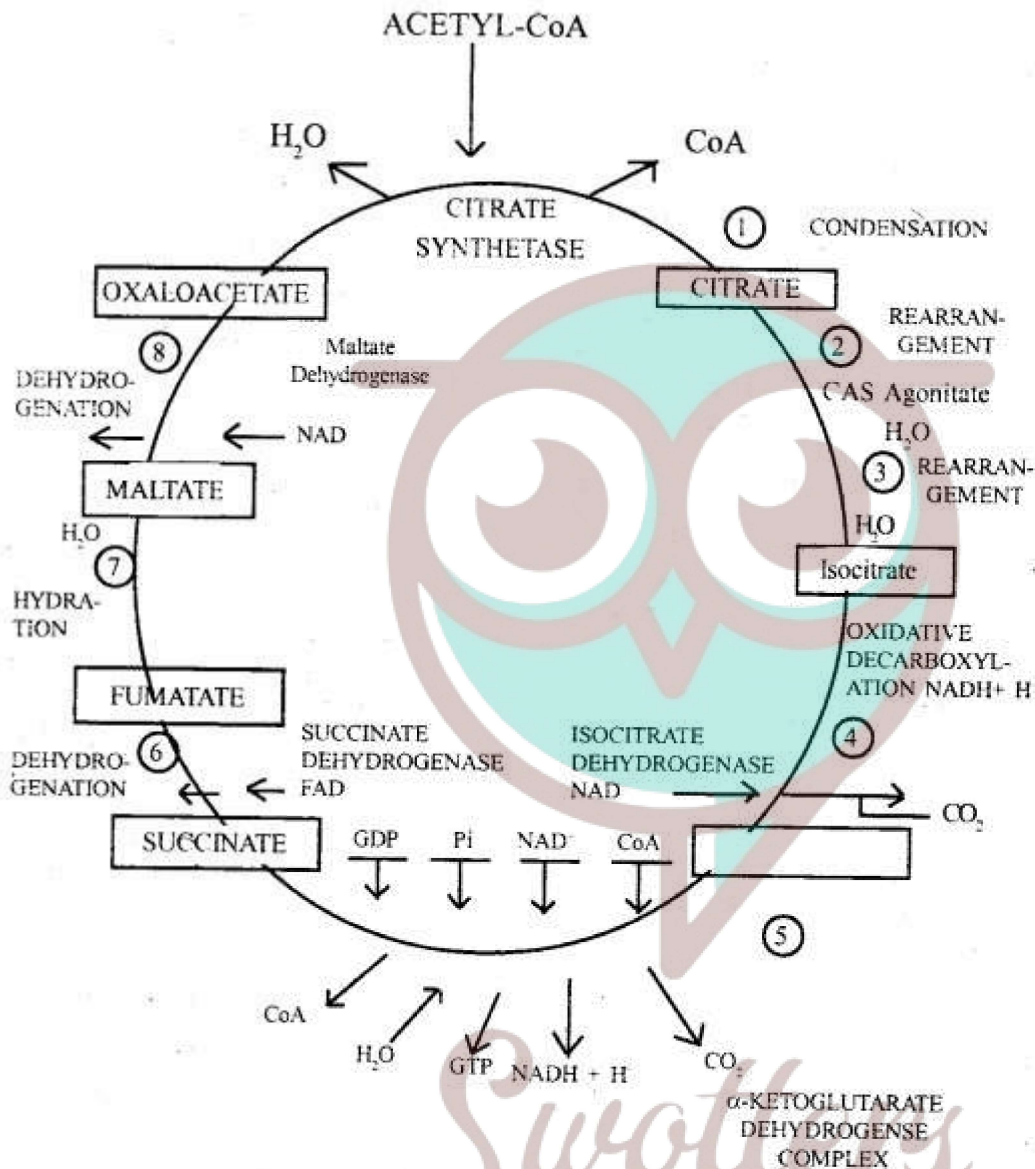 ACETYL-CoA
H₂O
CoA
CITRATE
SYNTHETASE
1
CONDENSATION
OXALOACETATE
CITRATE
8
Maltate
Dehydrogenase
2
REARRAN-
GEMENT
DEHYDRO-
GENATION
CAS Agonitate
NAD
H₂O
3
REARRAN-
GEMENT
MALTATE
H₂O
H₂O
7
Isocitrate
HYDRA-
TION
OXIDATIVE
DECARBOXYL-
ATION NADH+ H
FUMATATE
6
DEHYDRO-
GENATION
SUCCINATE
DEHYDROGENASE
FAD
ISOCITRATE
DEHYDROGENASE
NAD
4
CO₂
SUCCINATE
GDP
Pi
NAD⁻
CoA
5
CoA
H₂O
GTP
NADH + H
CO₂
α-KETOGLUTARATE
DEHYDROGENSE
COMPLEX
Swotters